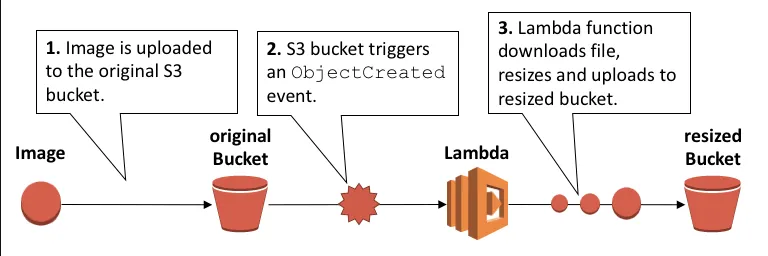 1. Image is uploaded
to the original S3
bucket.
2. S3 bucket triggers
an ObjectCreated
event.
3. Lambda function
downloads file,
resizes and uploads to
resized bucket.
Image
original
Bucket
Lambda
resized
Bucket